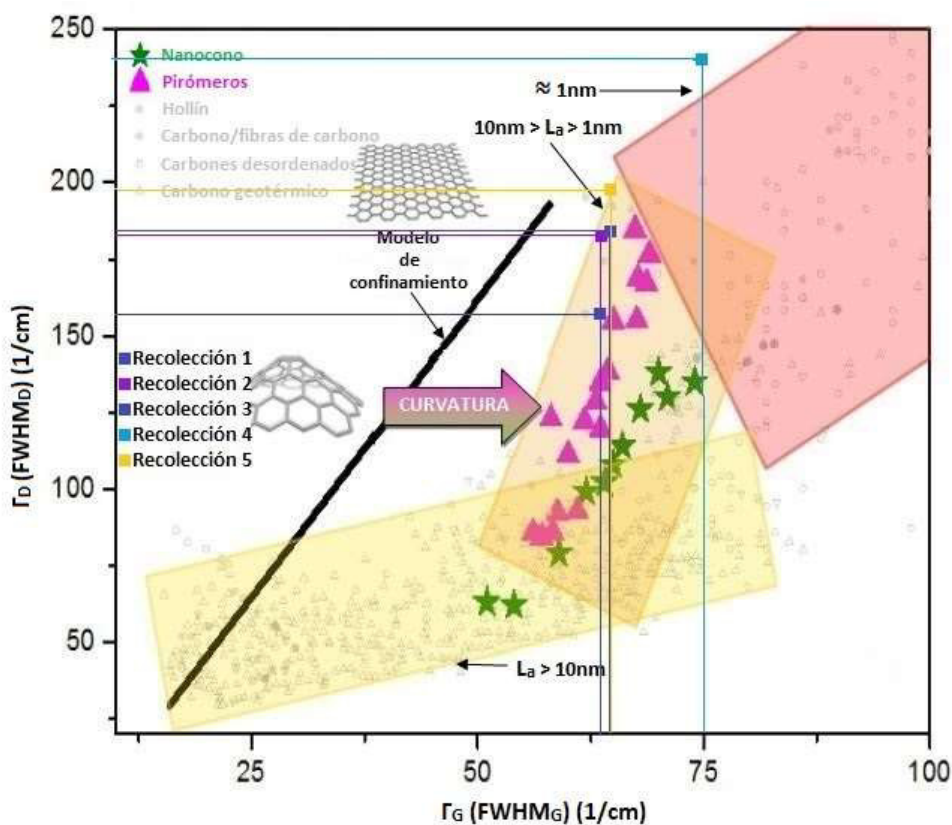 250
200
150
100
50
ΓD (FWHMD) (1/cm)
Nanocono
Pirómeros
Hollín
Carbono/fibras de carbono
Carbones desordenados
Carbono geotérmico
≈ 1nm
10nm > La > 1nm
Modelo
de
confinamiento
Recolección 1
Recolección 2
Recolección 3
Recolección 4
Recolección 5
CURVATURA
La > 10nm
25
50
75
100
ΓG (FWHMG) (1/cm)